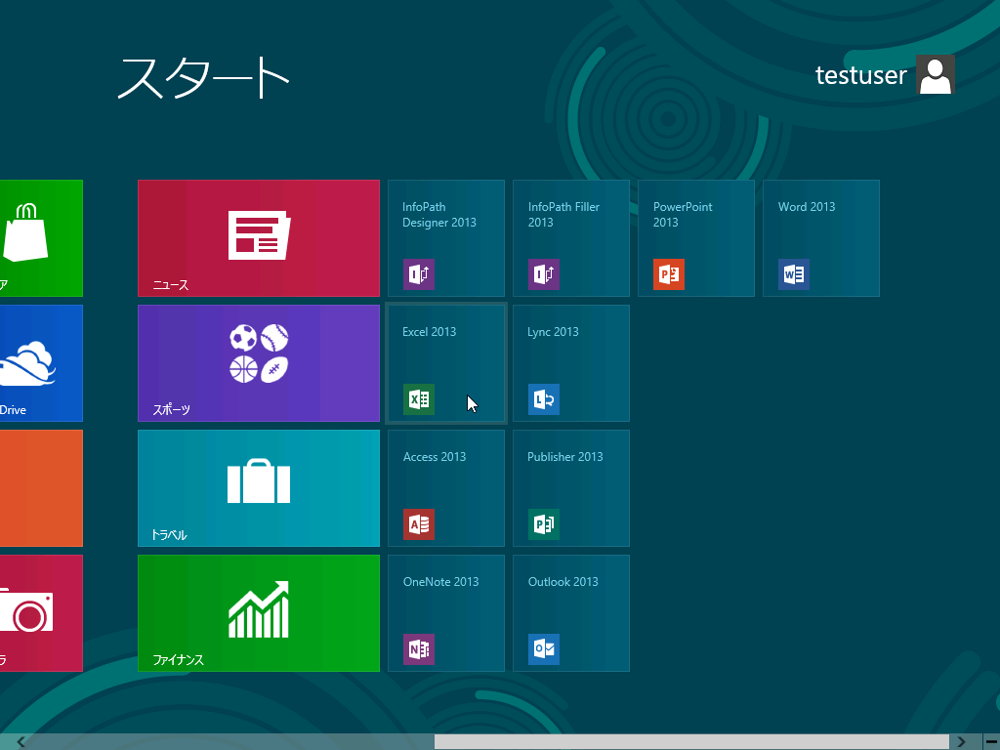 スタート
testuser
ア
ニュース
InfoPath
Designer 2013
InfoPath Filler
2013
PowerPoint
2013
Word 2013
Drive
スポーツ
Excel 2013
Lync 2013
トラベル
Access 2013
Publisher 2013
ラ
ファイナンス
OneNote 2013
Outlook 2013